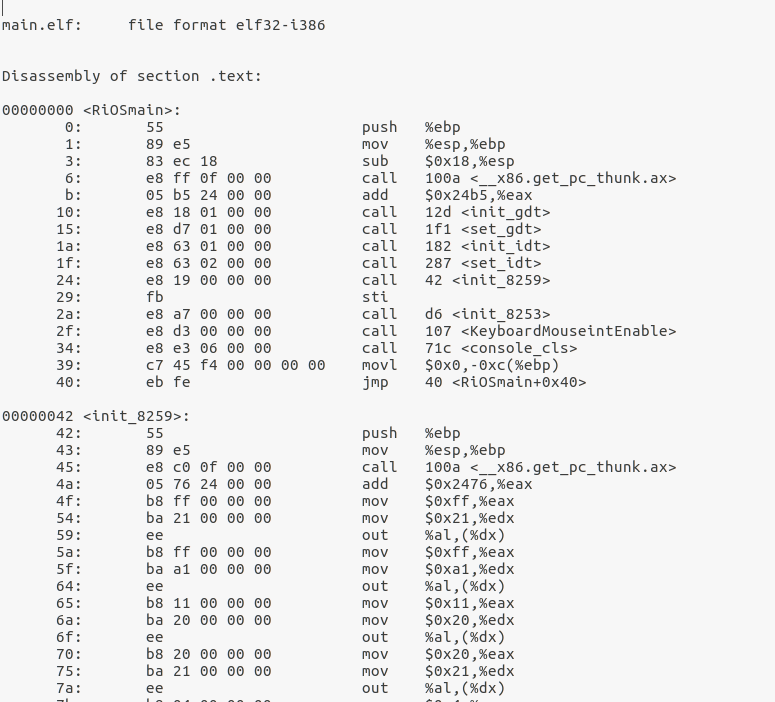 main.elf:     file format elf32-i386
Disassembly of section .text:
00000000 <RiOSmain>:
0: 55 push %ebp
1: 89 e5 mov %esp,%ebp
3: 83 ec 18 sub $0x18,%esp
6: e8 ff 0f 00 00 call 100a <__x86.get_pc_thunk.ax>
b: 05 b5 24 00 00 add $0x24b5,%eax
10: e8 18 01 00 00 call 12d <init_gdt>
15: e8 d7 01 00 00 call 1f1 <set_gdt>
1a: e8 63 01 00 00 call 182 <init_idt>
1f: e8 63 02 00 00 call 287 <set_idt>
24: e8 19 00 00 00 call 42 <init_8259>
29: fb sti
2a: e8 a7 00 00 00 call d6 <init_8253>
2f: e8 d3 00 00 00 call 107 <KeyboardMouseintEnable>
34: e8 e3 06 00 00 call 71c <console_cls>
39: c7 45 f4 00 00 00 00 movl $0x0,-0xc(%ebp)
40: eb fe jmp 40 <RiOSmain+0x40>
00000042 <init_8259>:
42: 55 push %ebp
43: 89 e5 mov %esp,%ebp
45: e8 c0 0f 00 00 call 100a <__x86.get_pc_thunk.ax>
4a: 05 76 24 00 00 add $0x2476,%eax
4f: b8 ff 00 00 00 mov $0xff,%eax
54: ba 21 00 00 00 mov $0x21,%edx
59: ee out %al,(%dx)
5a: b8 ff 00 00 00 mov $0xff,%eax
5f: ba a1 00 00 00 mov $0xa1,%edx
64: ee out %al,(%dx)
65: b8 11 00 00 00 mov $0x11,%eax
6a: ba 20 00 00 00 mov $0x20,%edx
6f: ee out %al,(%dx)
70: b8 20 00 00 00 mov $0x20,%eax
75: ba 21 00 00 00 mov $0x21,%edx
7a: ee out %al,(%dx)